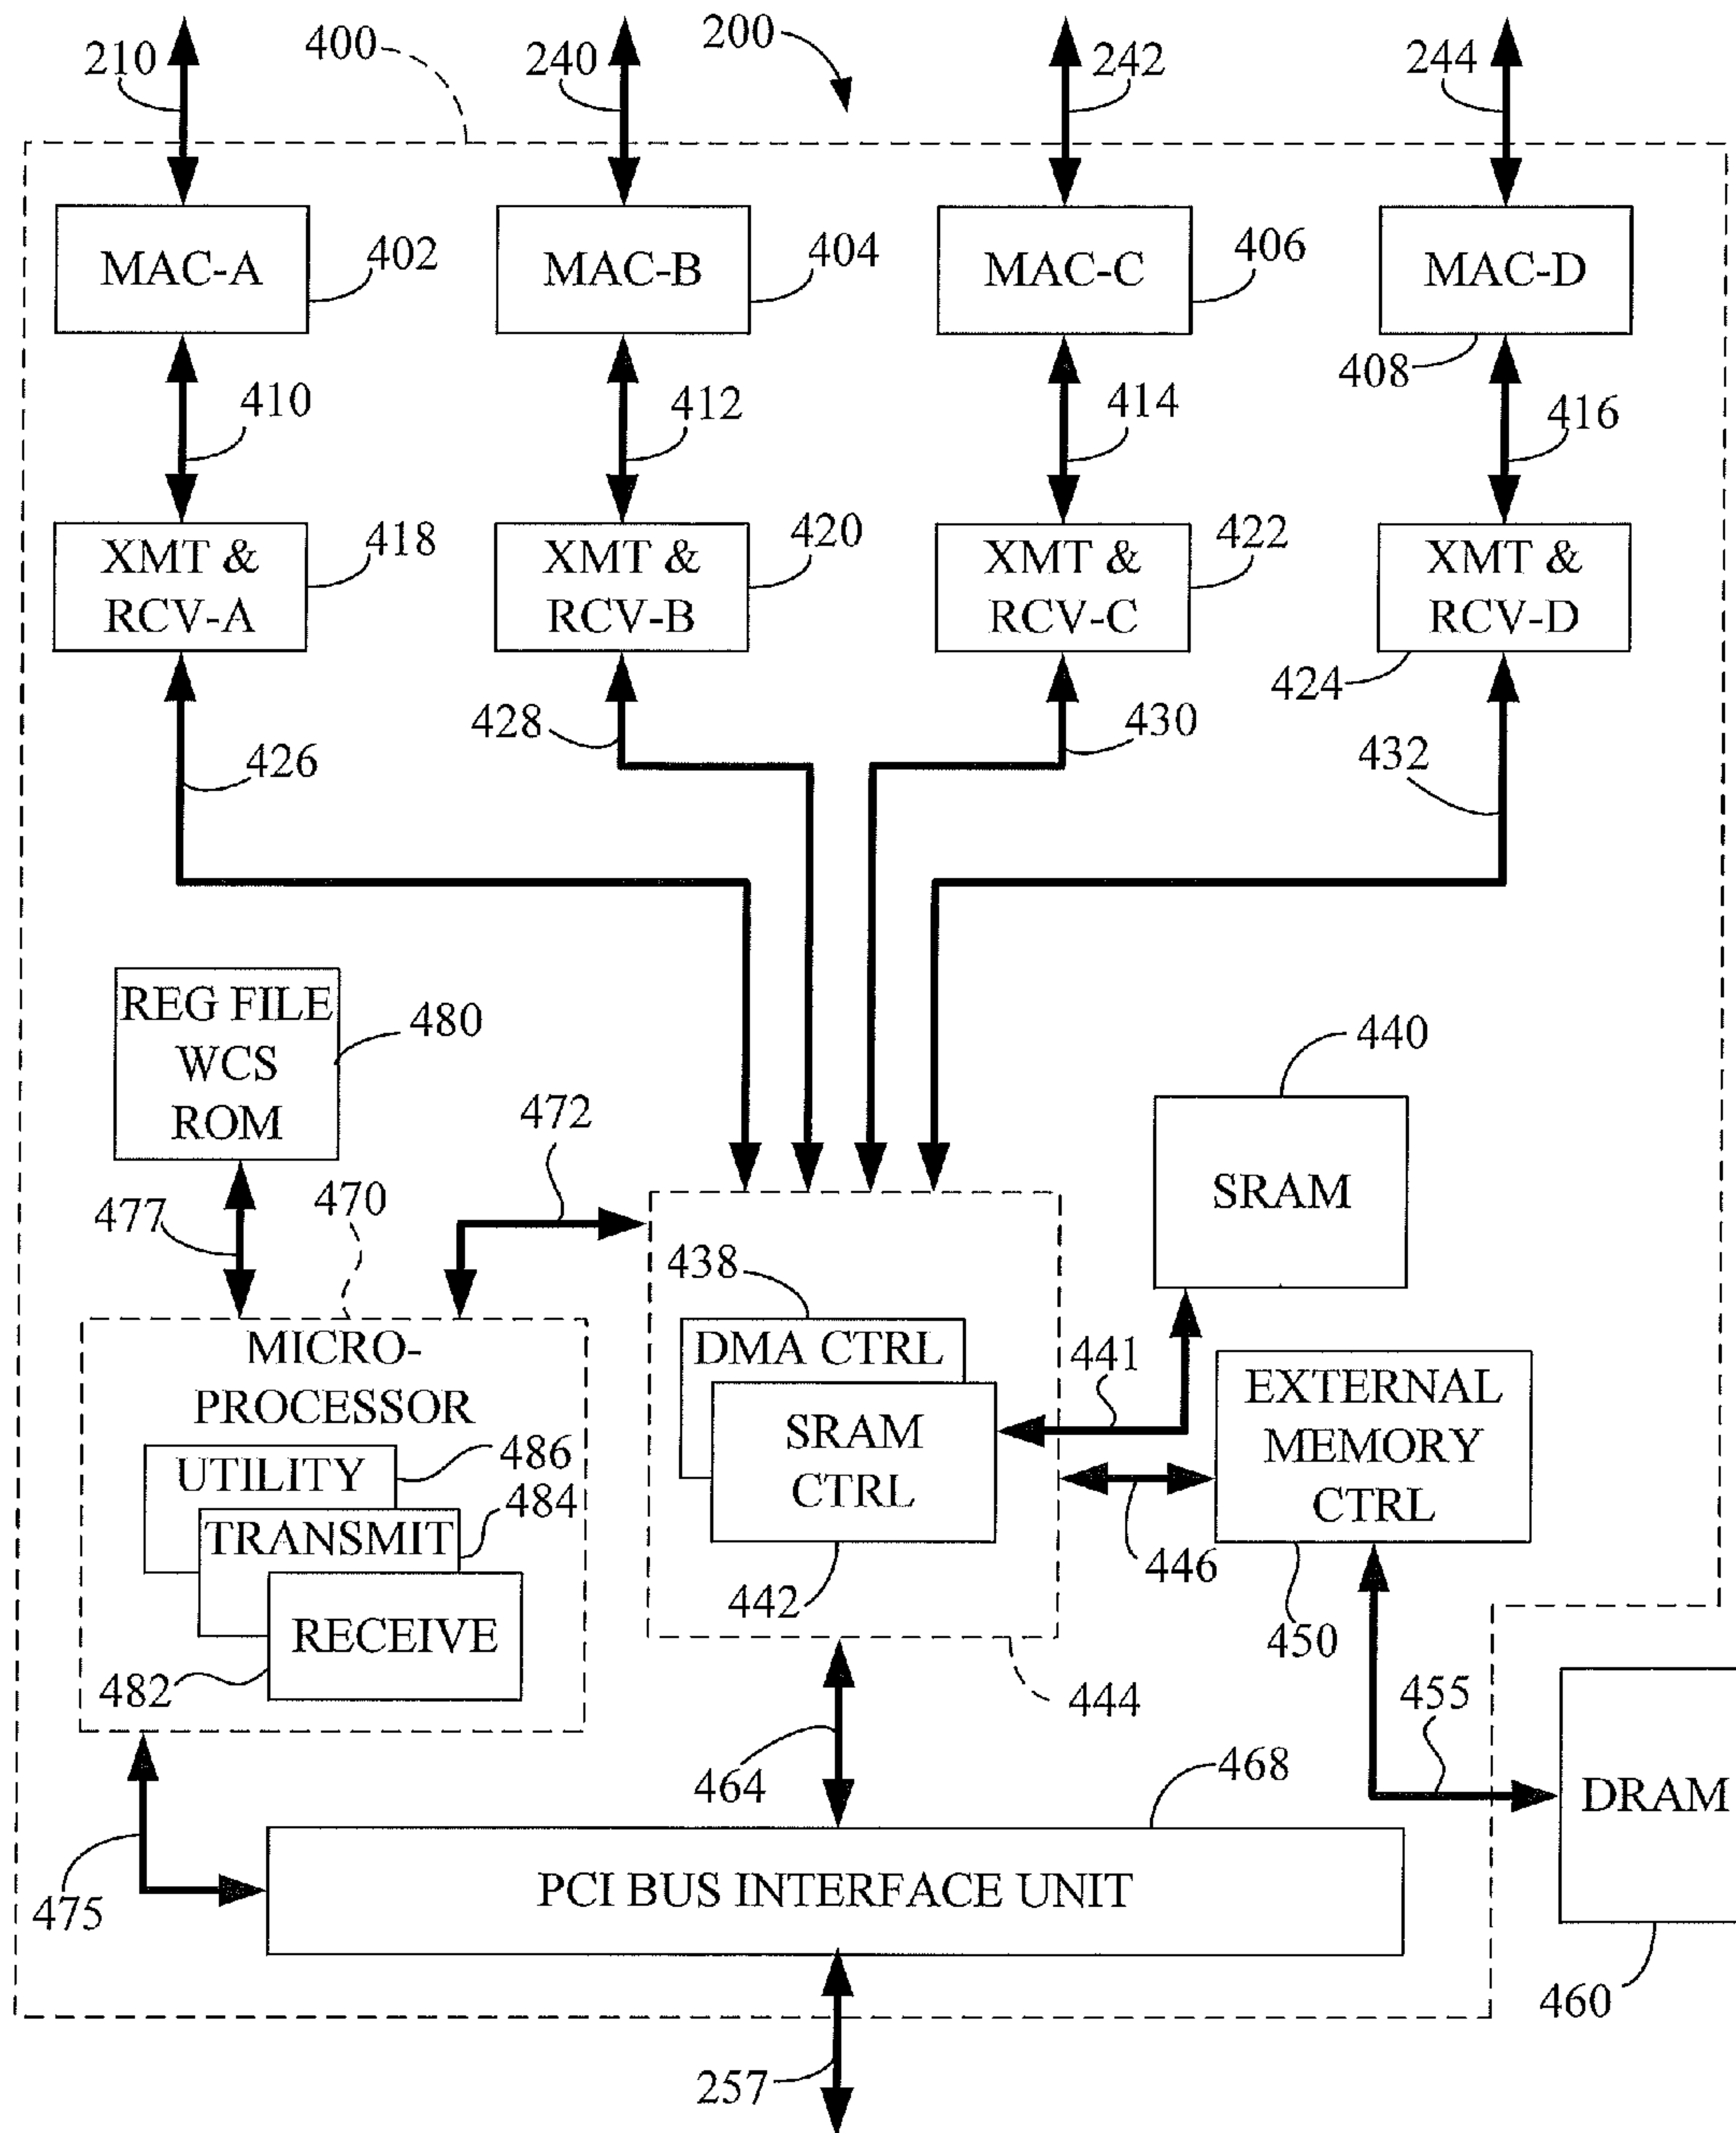 210
400
240
200
242
244
MAC-A
402
MAC-B
404
MAC-C
406
MAC-D
408
410
412
414
416
XMT &
RCV-A
418
XMT &
RCV-B
420
XMT &
RCV-C
422
XMT &
RCV-D
424
426
428
430
432
REG FILE
WCS
ROM
480
472
440
SRAM
477
470
438
DMA CTRL
441
MICRO-
PROCESSOR
SRAM
CTRL
EXTERNAL
MEMORY
CTRL
UTILITY
486
TRANSMIT
484
RECEIVE
482
442
446
450
444
455
464
468
DRAM
475
PCI BUS INTERFACE UNIT
460
257